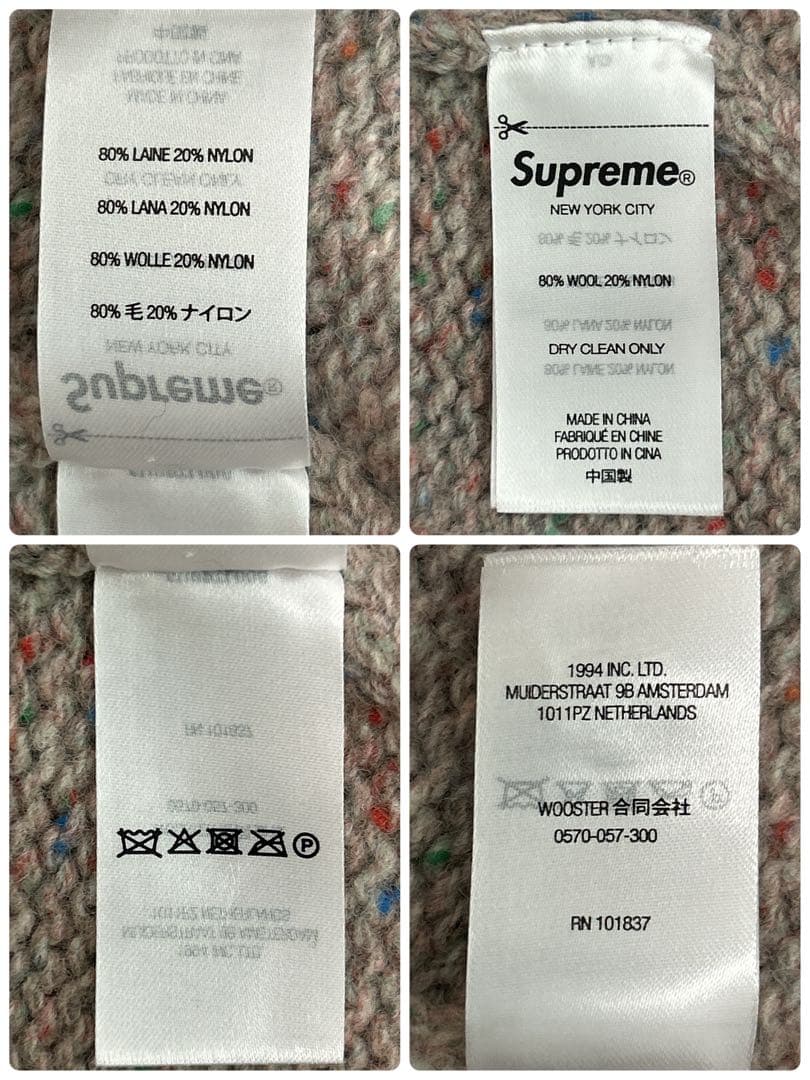 80% LAINE 20% NYLON
80% LANA 20% NYLON
80% WOLLE 20% NYLON
80% 毛 20% ナイロン
Supreme®
NEW YORK CITY
80% WOOL 20% NYLON
DRY CLEAN ONLY
MADE IN CHINA
FABRIQUÉ EN CHINE
PRODOTTO IN CINA
中国製
P
1994 INC. LTD.
MUIDERSTRAAT 9B AMSTERDAM
1011PZ NETHERLANDS
WOOSTER 合同会社
0570-057-300
RN 101837